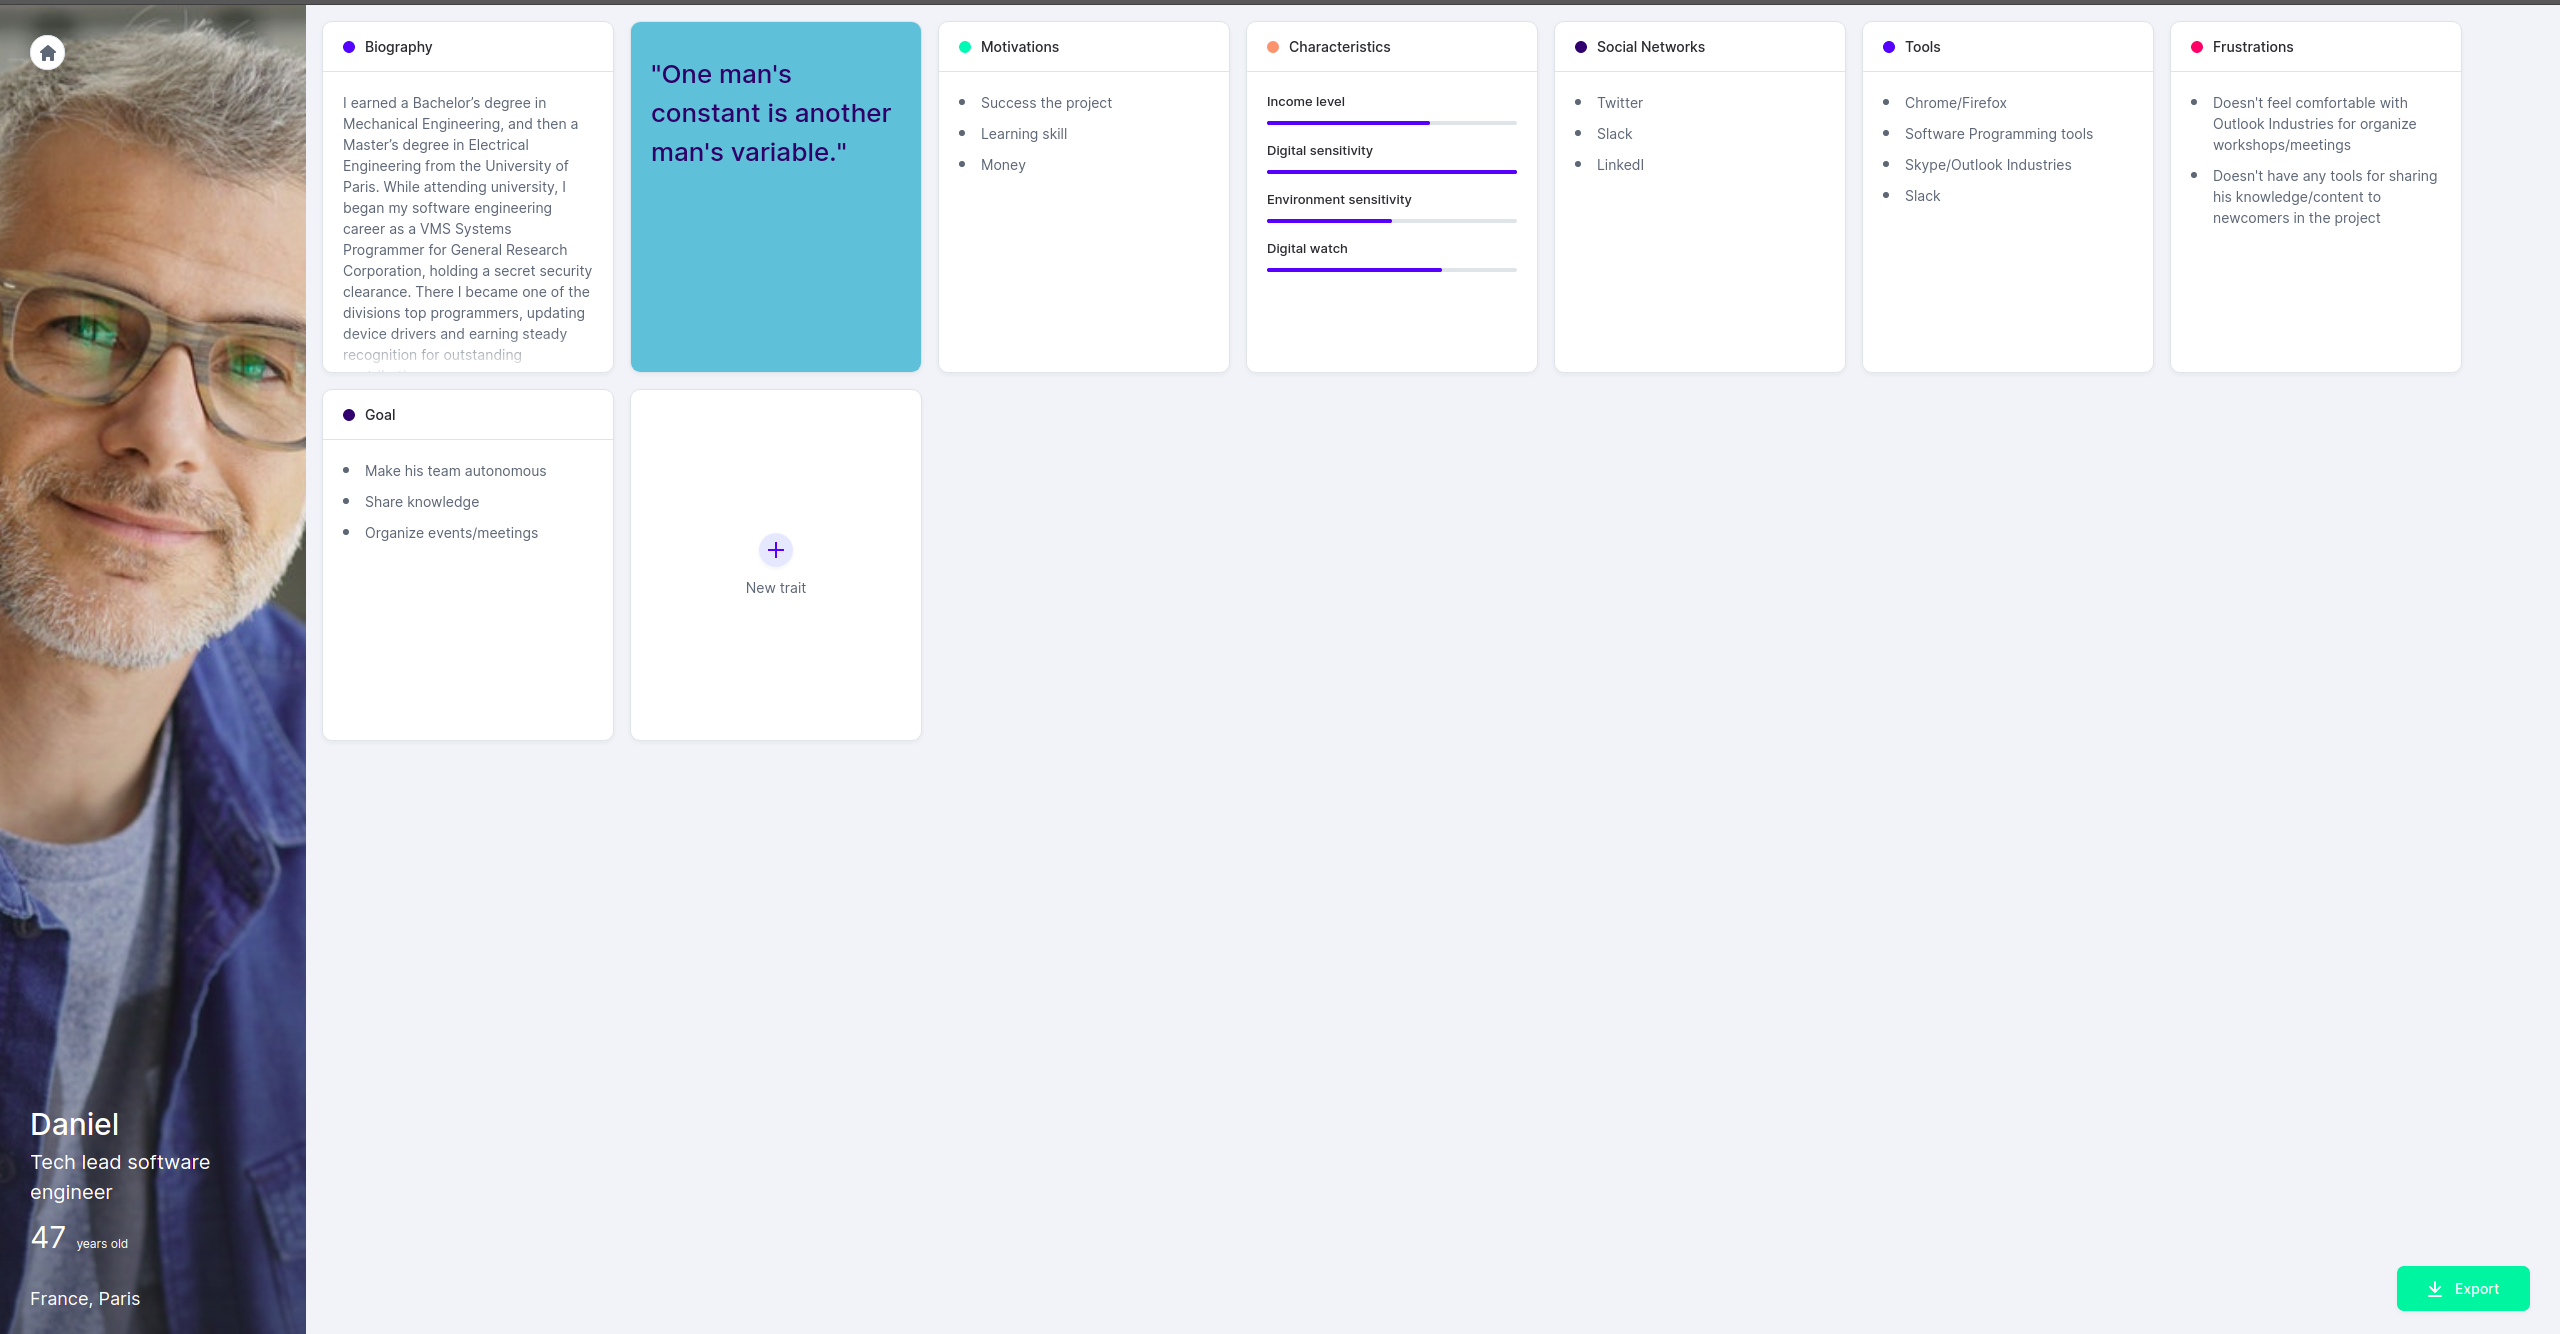 Biography
I earned a Bachelor’s degree in
Mechanical Engineering, and then a
Master’s degree in Electrical
Engineering from the University of
Paris. While attending university, I
began my software engineering
career as a VMS Systems
Programmer for General Research
Corporation, holding a secret security
clearance. There I became one of the
divisions top programmers, updating
device drivers and earning steady
recognition for outstanding
"One man's
constant is another
man's variable."
Motivations
Success the project
Learning skill
Money
Characteristics
Income level
Digital sensitivity
Environment sensitivity
Digital watch
Social Networks
Twitter
Slack
LinkedI
Tools
Chrome/Firefox
Software Programming tools
Skype/Outlook Industries
Slack
Frustrations
Doesn't feel comfortable with
Outlook Industries for organize
workshops/meetings
Doesn't have any tools for sharing
his knowledge/content to
newcomers in the project
Goal
Make his team autonomous
Share knowledge
Organize events/meetings
New trait
Daniel
Tech lead software
engineer
47 years old
France, Paris
Export